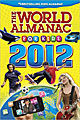 THE WORLD
ALMANAC
FOR KIDS
2012